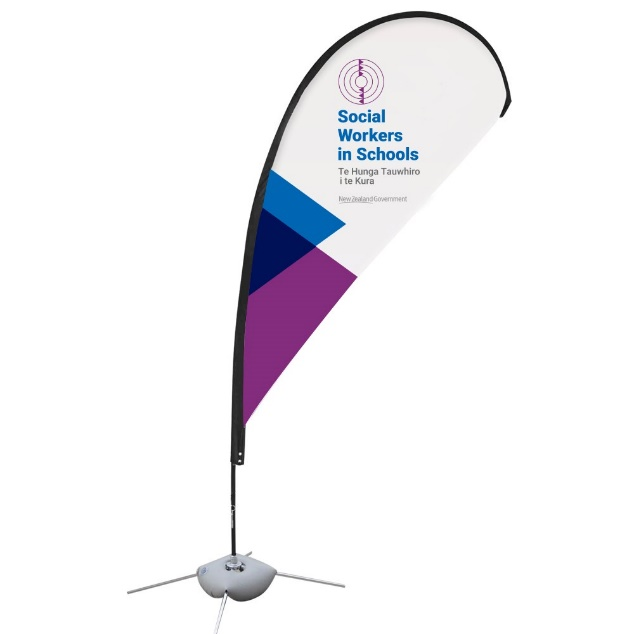 Social
Workers
in Schools
Te Hunga Tauwhiro
i te Kura
New Zealand Government